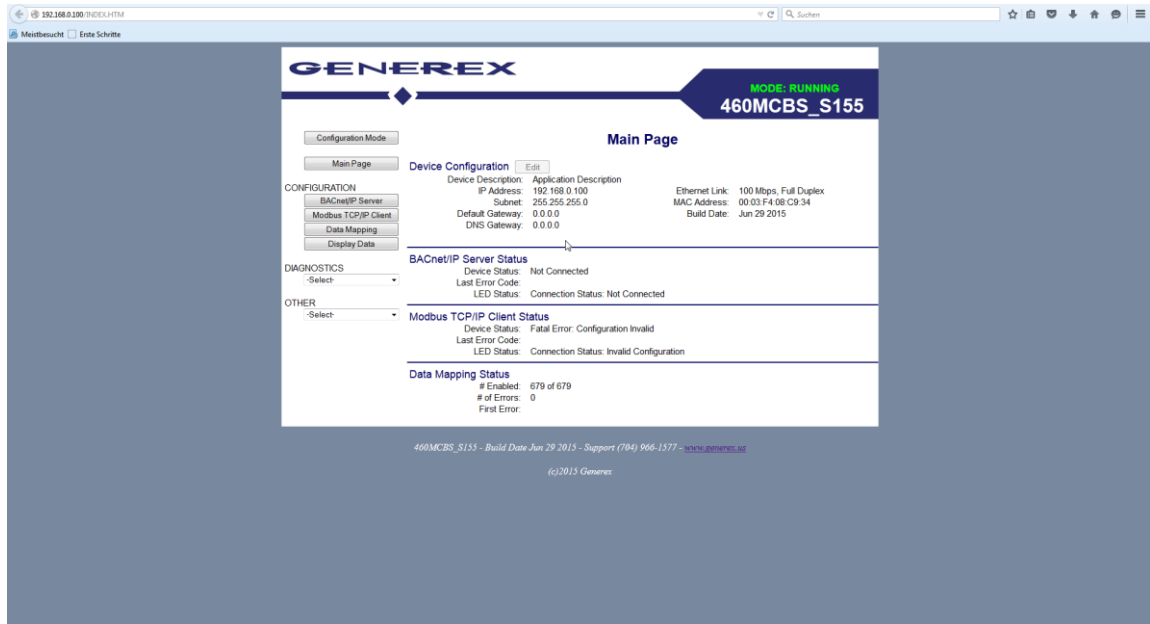 192.168.0.100/INDEX.HTM
Suchen
Meistbesucht
Erste Schritte
GENEREX
MODE: RUNNING
460MCBS_S155
Configuration Mode
Main Page
Main Page
CONFIGURATION
BACnet/IP Server
Modbus TCP/IP Client
Data Mapping
Display Data
DIAGNOSTICS
-Select-
OTHER
-Select-
Device Configuration Edit
Device Description: Application Description
IP Address: 192.168.0.100 Ethernet Link: 100 Mbps, Full Duplex
Subnet: 255.255.255.0 MAC Address: 00:03:F4:08:C9:34
Default Gateway: 0.0.0.0 Build Date: Jun 29 2015
DNS Gateway: 0.0.0.0
BACnet/IP Server Status
Device Status: Not Connected
Last Error Code:
LED Status: Connection Status: Not Connected
Modbus TCP/IP Client Status
Device Status: Fatal Error: Configuration Invalid
Last Error Code:
LED Status: Connection Status: Invalid Configuration
Data Mapping Status
# Enabled: 679 of 679
# of Errors: 0
First Error:
460MCBS_S155 - Build Date Jun 29 2015 - Support (704) 966-1577 - www.generex.us
(c)2015 Generex